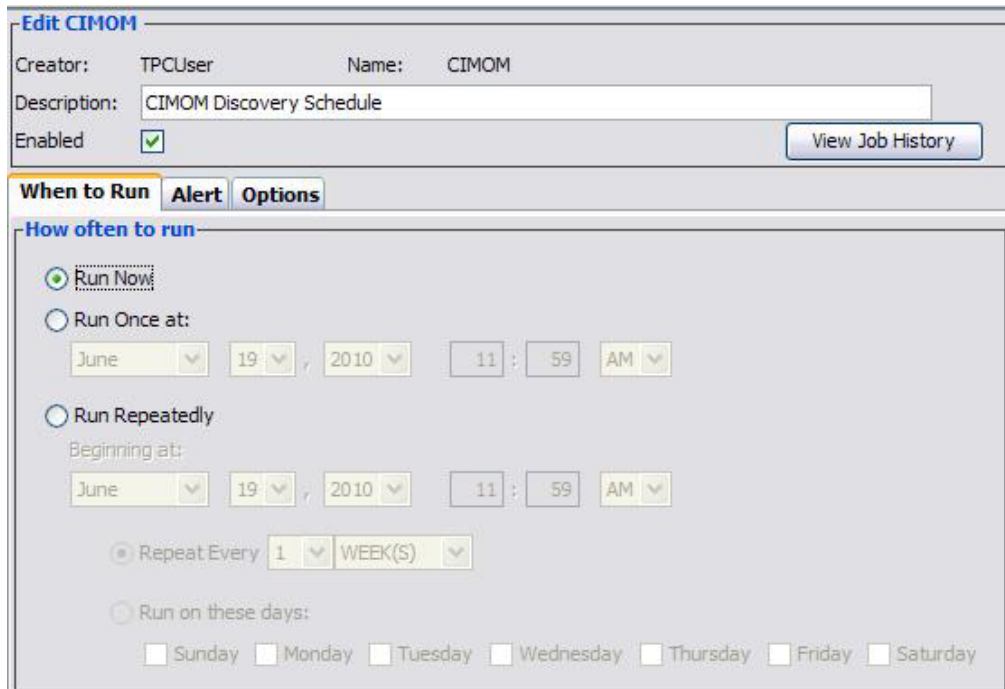 Edit CIMOM
Creator: TPCUser Name: CIMOM
Description: CIMOM Discovery Schedule
Enabled View Job History
When to Run Alert Options
How often to run
Run Now
Run Once at:
June 19 , 2010 11 : 59 AM
Run Repeatedly
Beginning at:
June 19 , 2010 11 : 59 AM
Repeat Every 1 WEEK(S)
Run on these days:
Sunday Monday Tuesday Wednesday Thursday Friday Saturday